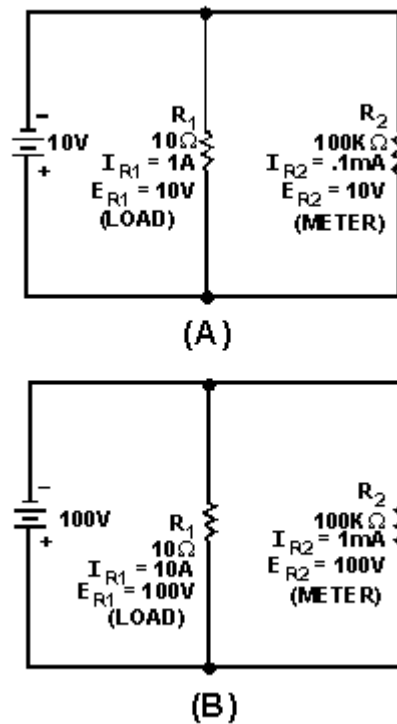 −
10V
+
R1
10Ω
IR1 = 1A
ER1 = 10V
(LOAD)
R2
100KΩ
IR2 = .1mA
ER2 = 10V
(METER)
(A)
−
100V
+
R1
10Ω
IR1 = 10A
ER1 = 100V
(LOAD)
R2
100KΩ
IR2 = 1mA
ER2 = 100V
(METER)
(B)